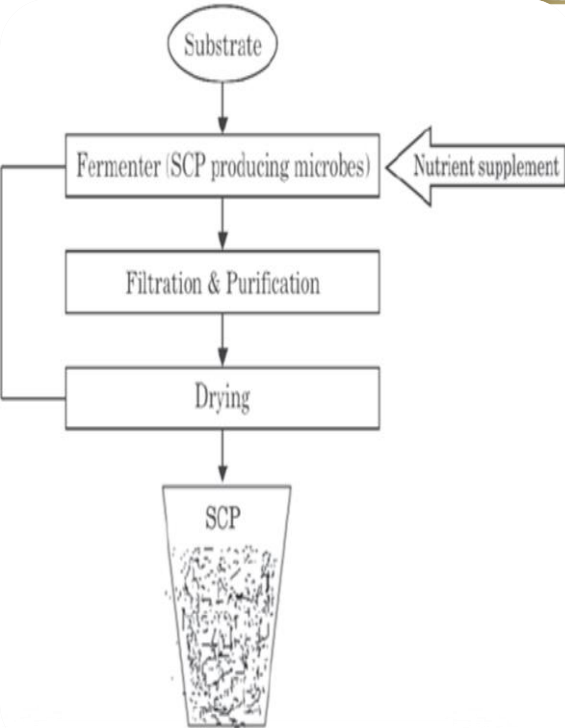 Substrate
Fermenter (SCP producing microbes)
Nutrient supplement
Filtration & Purification
Drying
SCP